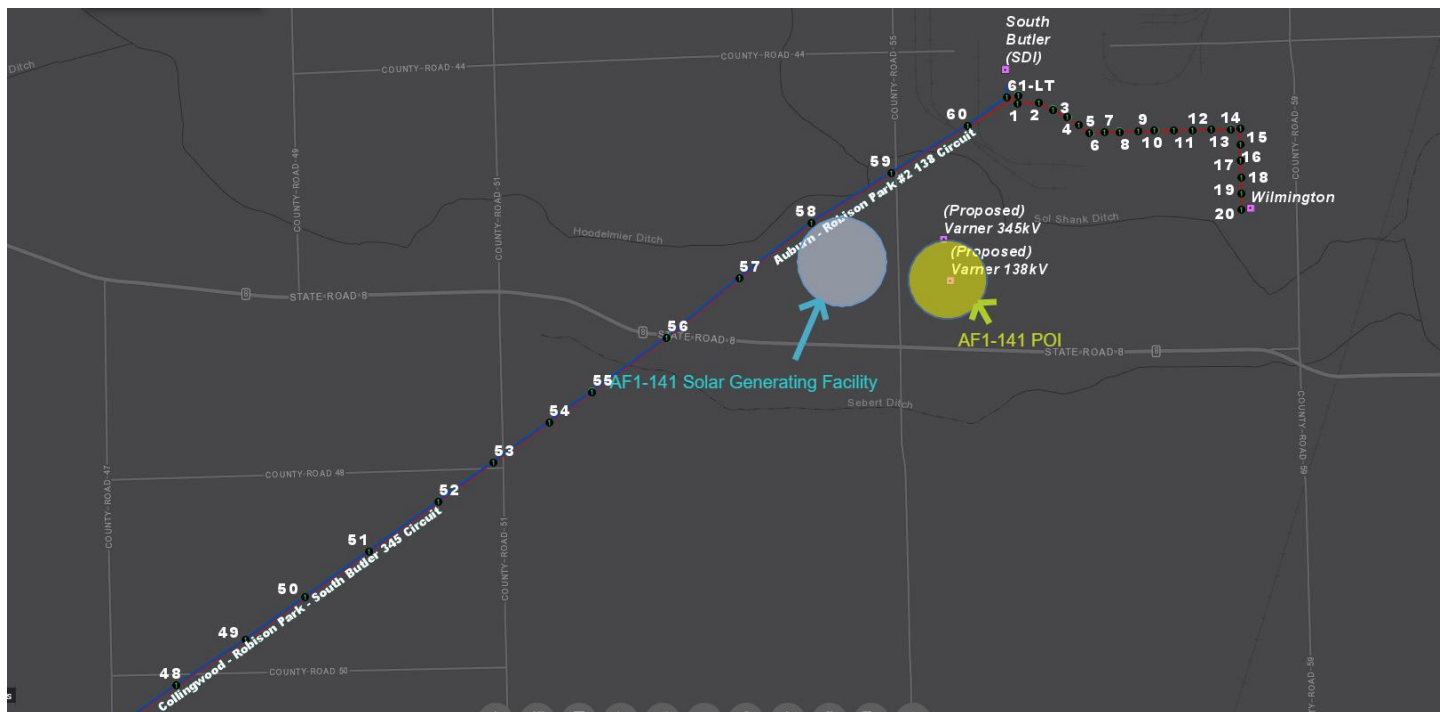 South
Butler
(SDI)
Ditch
COUNTY-ROAD-44
COUNTY-ROAD-44
COUNTY-ROAD-55
COUNTY-ROAD-49
COUNTY-ROAD-51
COUNTY-ROAD-59
61-LT
60
1
2
3
4
5
6
7
8
9
10
11
12
13
14
15
16
17
18
19
20
Wilmington
59
58
57
Auburn - Robison Park #2 138 Circuit
Hoodelmier Ditch
Sol Shank Ditch
(Proposed)
Varner 345kV
(Proposed)
Varner 138kV
8
STATE-ROAD-8
56
8
STATE-ROAD-8
AF1-141 POI
STATE-ROAD-8
8
55
AF1-141 Solar Generating Facility
Sebert Ditch
54
53
COUNTY-ROAD-47
COUNTY-ROAD 48
52
COUNTY-ROAD-51
COUNTY-ROAD-59
51
50
49
48
Collingwood - Robison Park - South Butler 345 Circuit
COUNTY-ROAD 50
COUNTY-ROAD-59
s